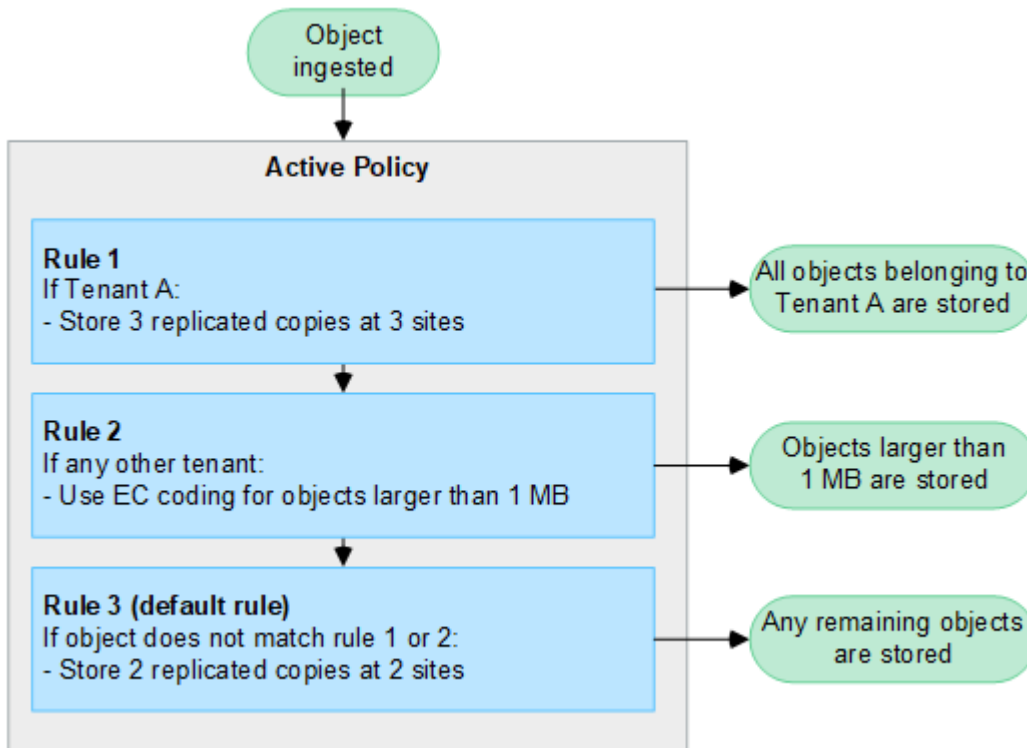 Object
ingested
Active Policy
Rule 1
If Tenant A:
- Store 3 replicated copies at 3 sites
All objects belonging to
Tenant A are stored
Rule 2
If any other tenant:
- Use EC coding for objects larger than 1 MB
Objects larger than
1 MB are stored
Rule 3 (default rule)
If object does not match rule 1 or 2:
- Store 2 replicated copies at 2 sites
Any remaining objects
are stored